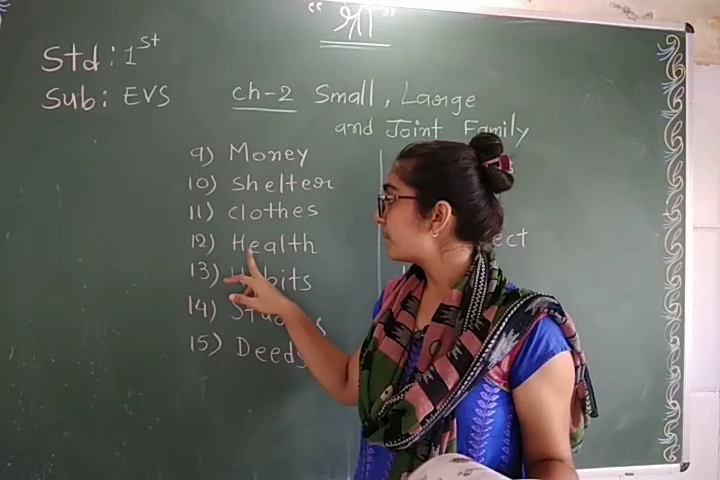 “श्री”
Std: 1st
Sub: EVS
Ch-2 Small, Large
and Joint Family
9) Money
10) Shelter
11) Clothes
12) Health
13) Habits
14)
15) Deeds